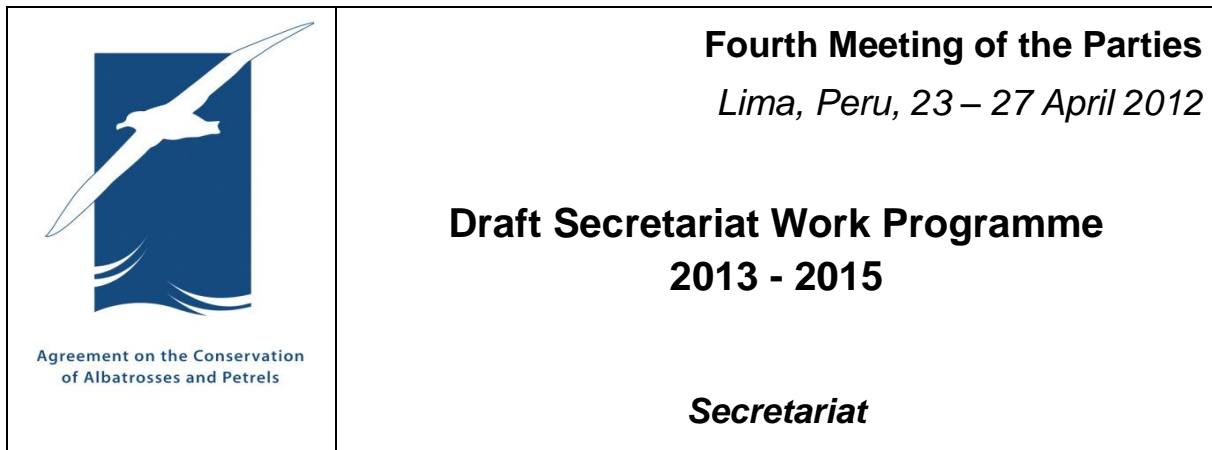 Agreement on the Conservation
of Albatrosses and Petrels
Fourth Meeting of the Parties
Lima, Peru, 23 – 27 April 2012
Draft Secretariat Work Programme
2013 - 2015
Secretariat